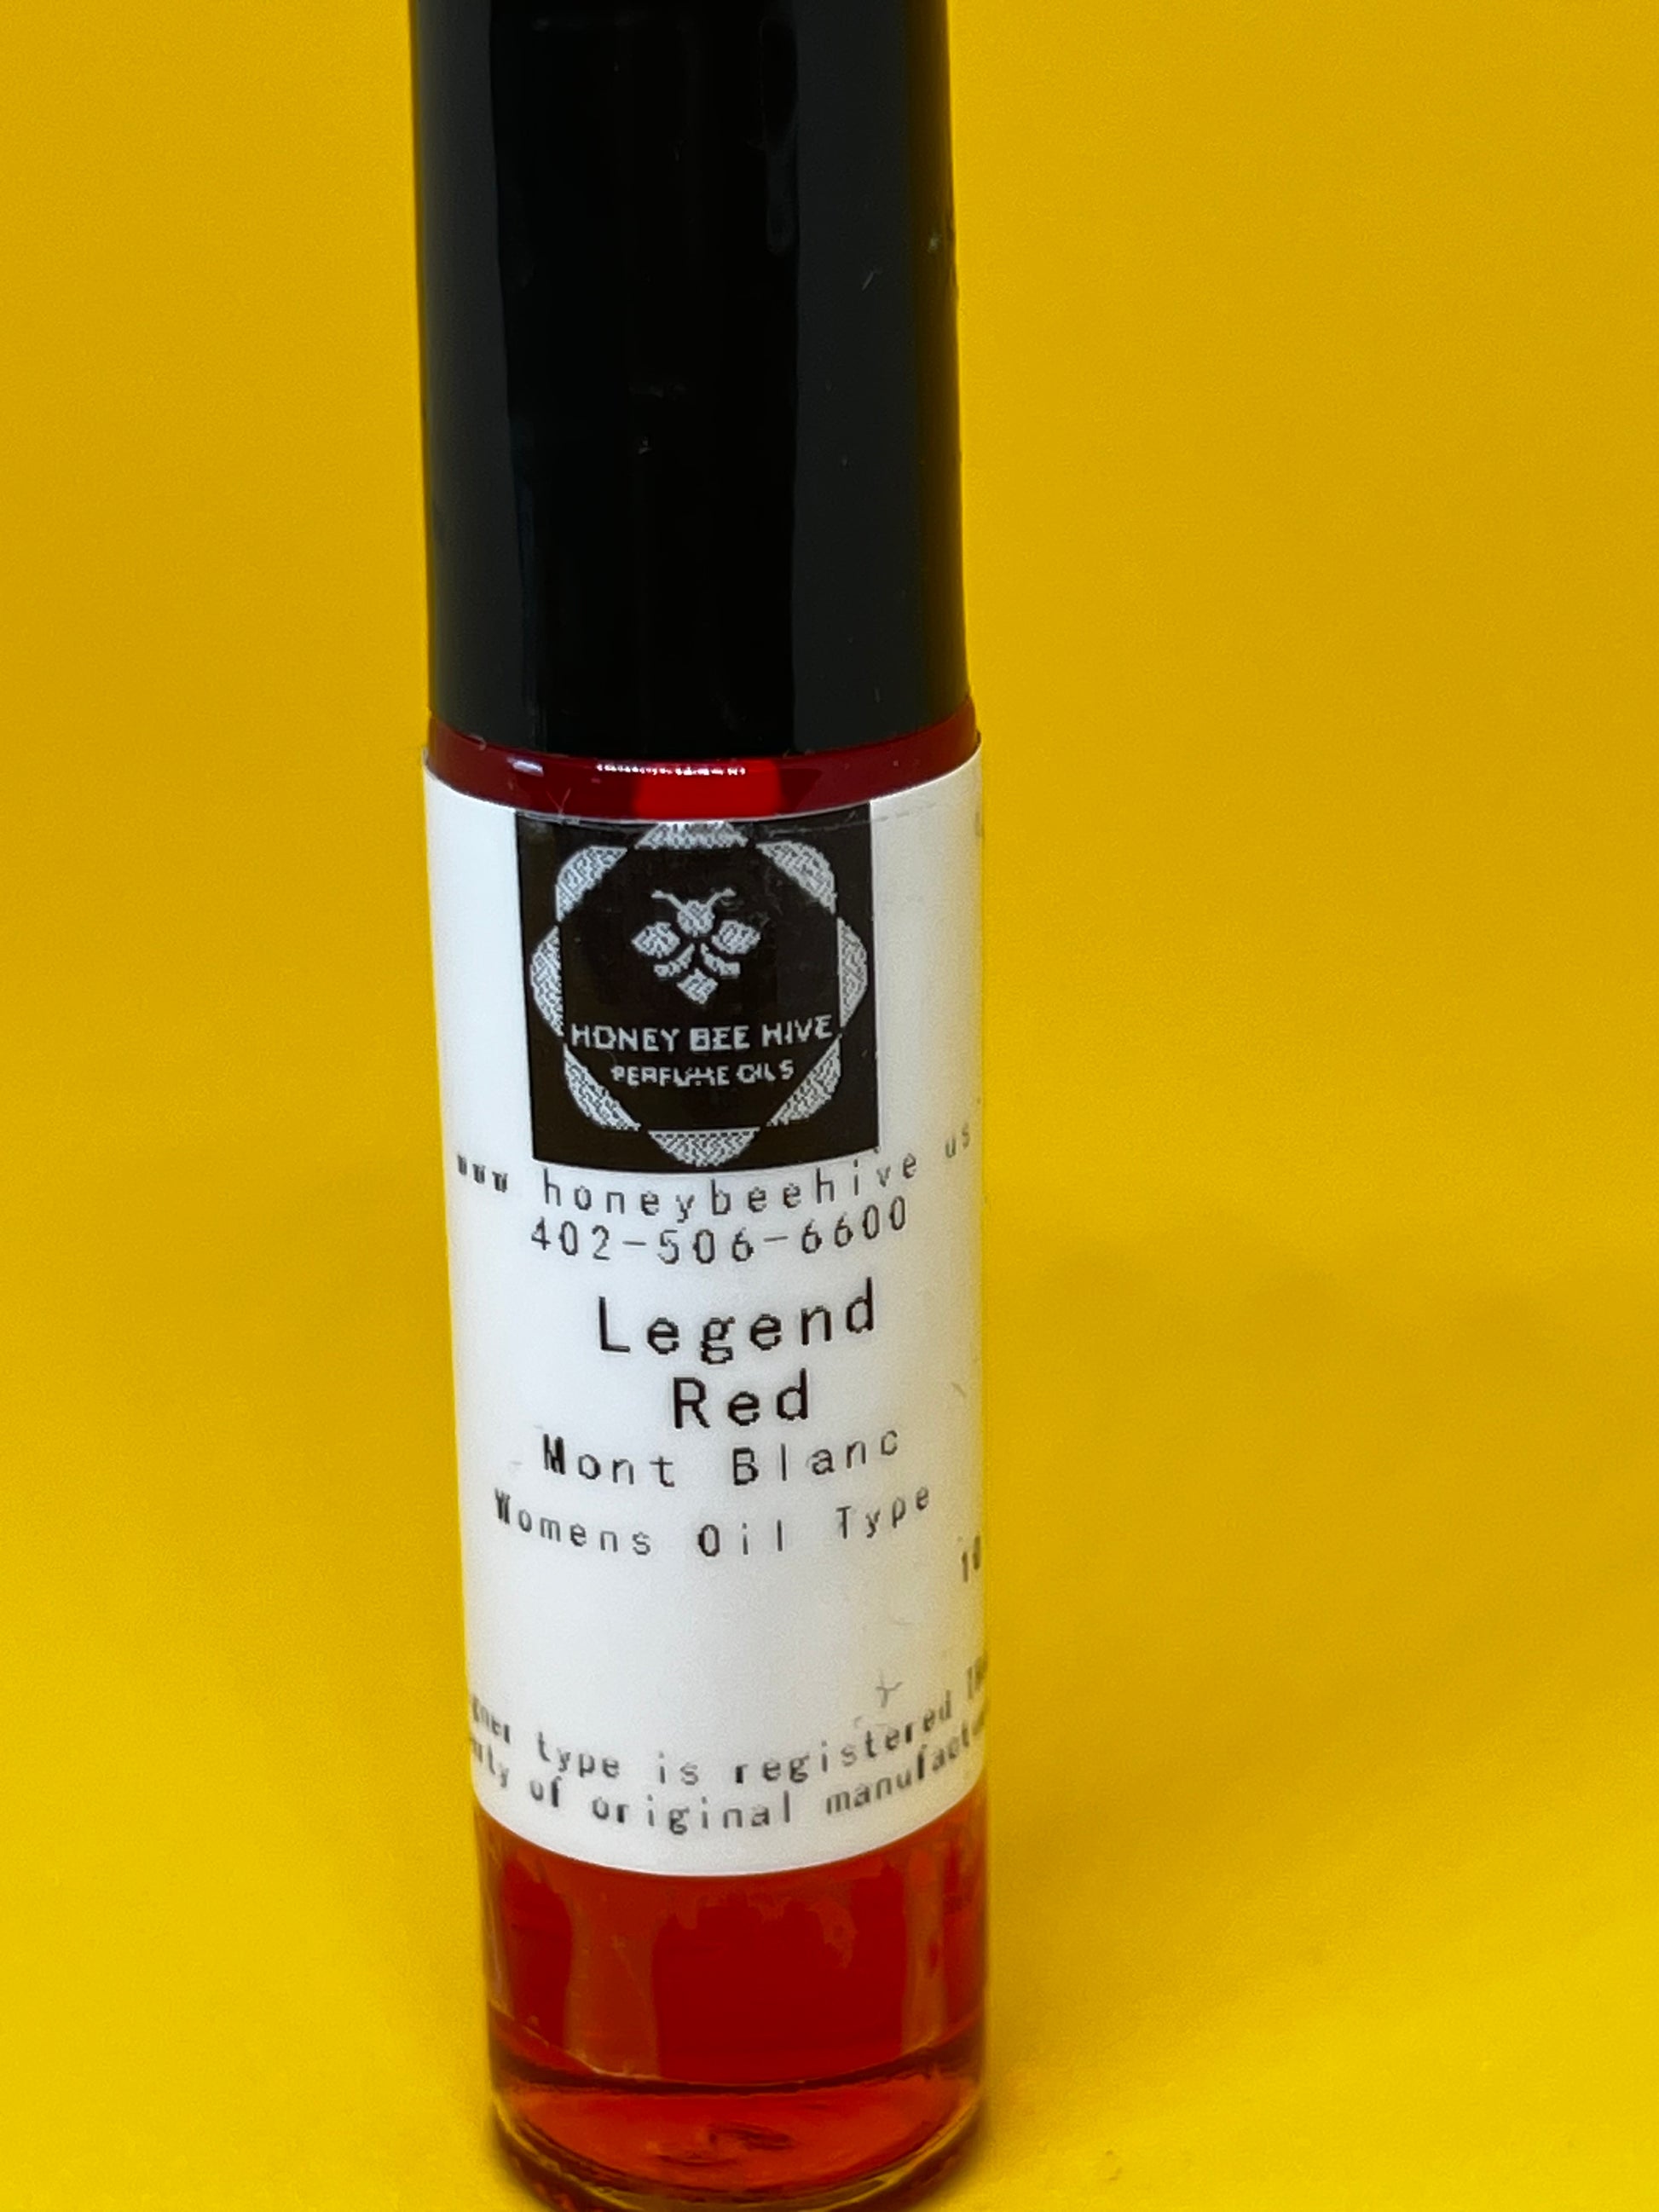 HONEY BEE HIVE
PERFUME OILS
www honeybeehive us
402-506-6600
Legend
Red
Mont Blanc
Womens Oil Type
10
type is registered
of original